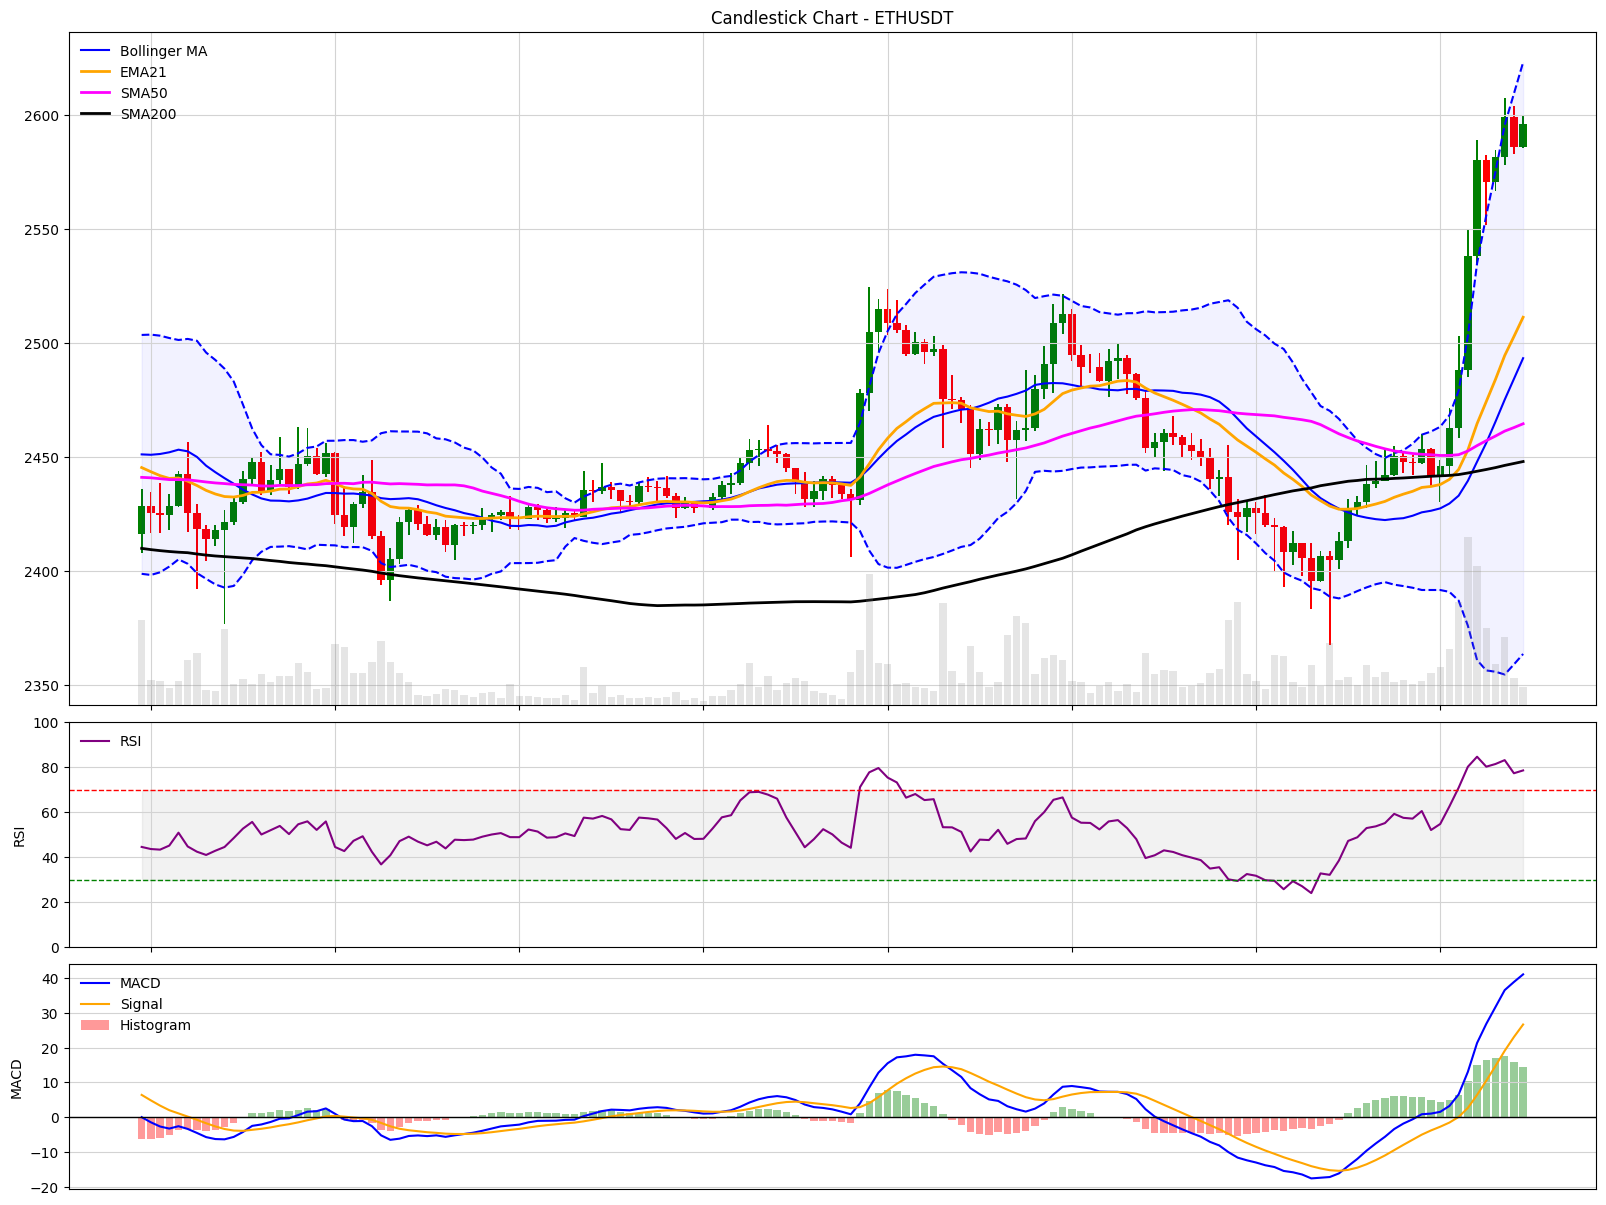 Candlestick Chart - ETHUSDT
Bollinger MA
EMA21
SMA50
SMA200
2600
2550
2500
2450
2400
2350
100
RSI
80
60
RSI
40
20
0
40
MACD
30
Signal
Histogram
20
MACD
10
0
−10
−20